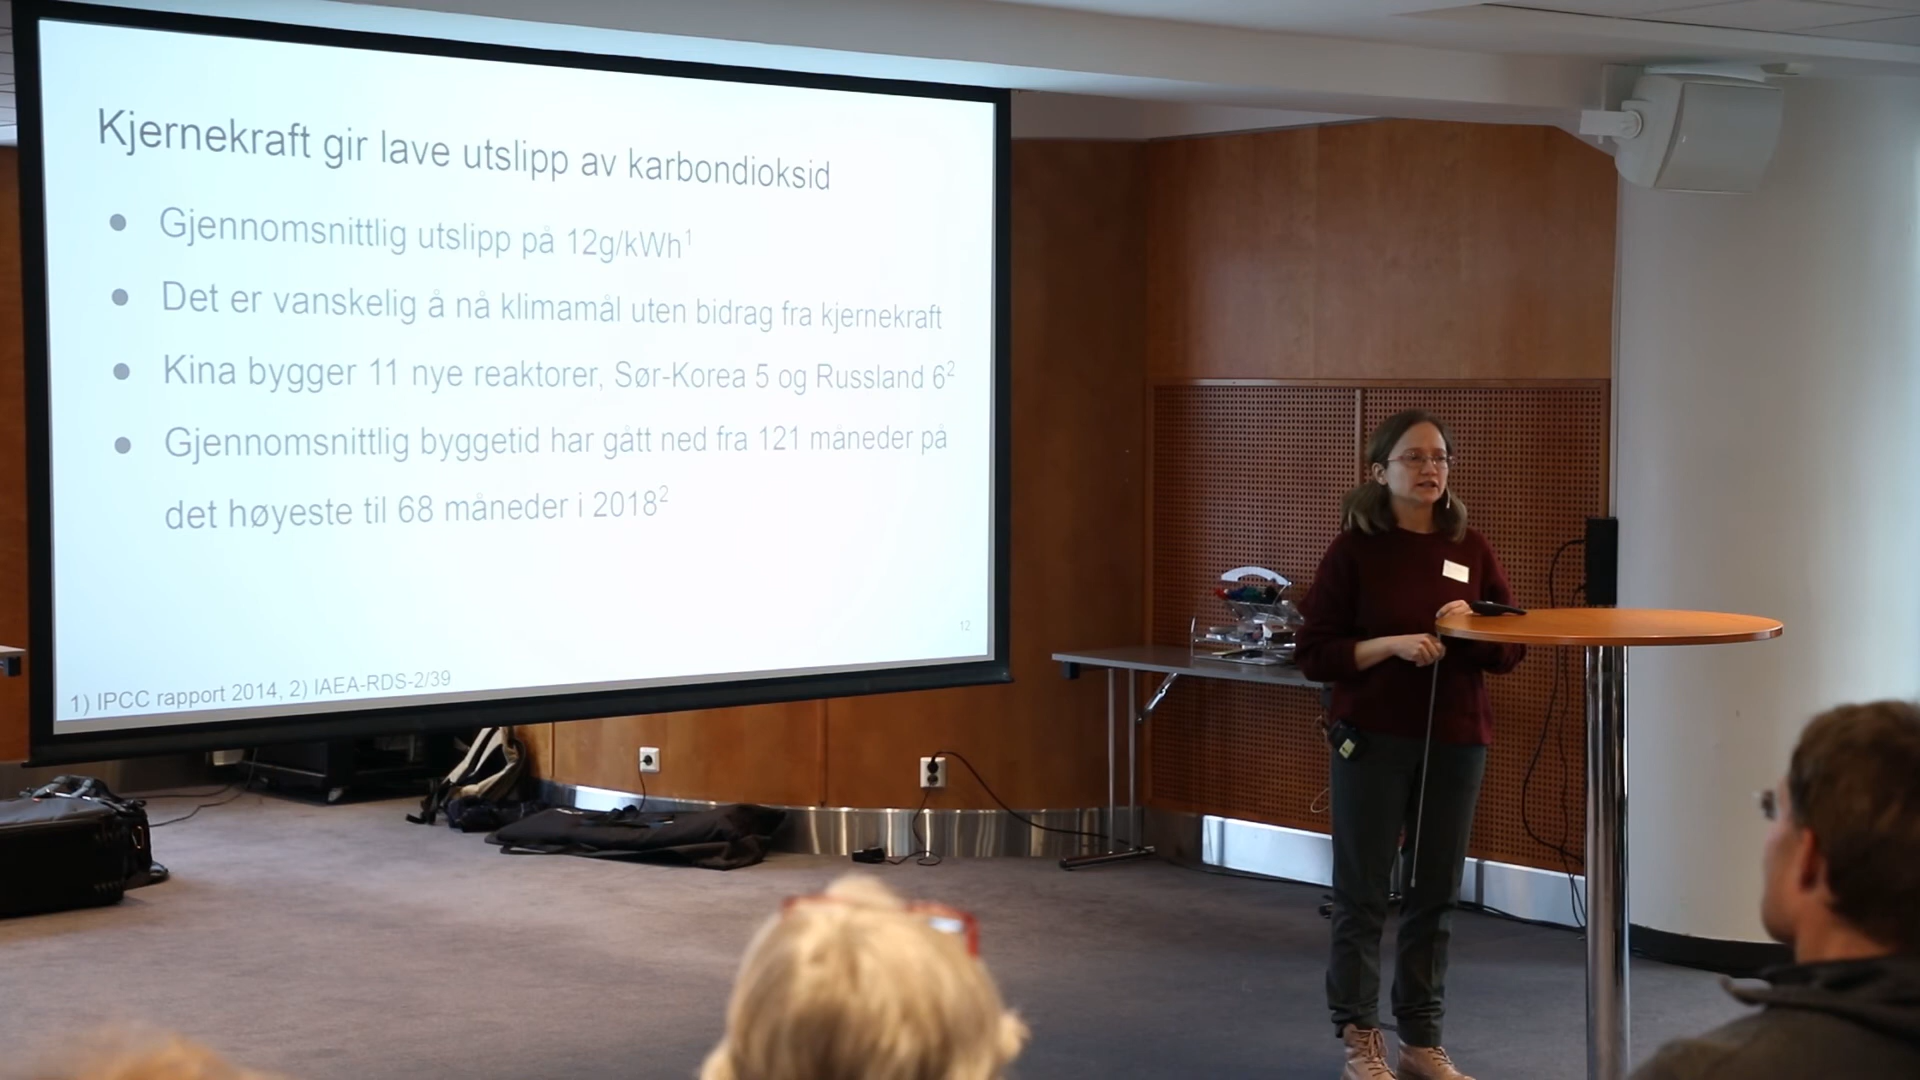 Kjernekraft gir lave utslipp av karbondioksid
● Gjennomsnittlig utslipp på 12g/kWh¹
● Det er vanskelig å nå klimamål uten bidrag fra kjernekraft
● Kina bygger 11 nye reaktorer, Sør-Korea 5 og Russland 6²
● Gjennomsnittlig byggetid har gått ned fra 121 måneder på
det høyeste til 68 måneder i 2018²
12
1) IPCC rapport 2014, 2) IAEA-RDS-2/39